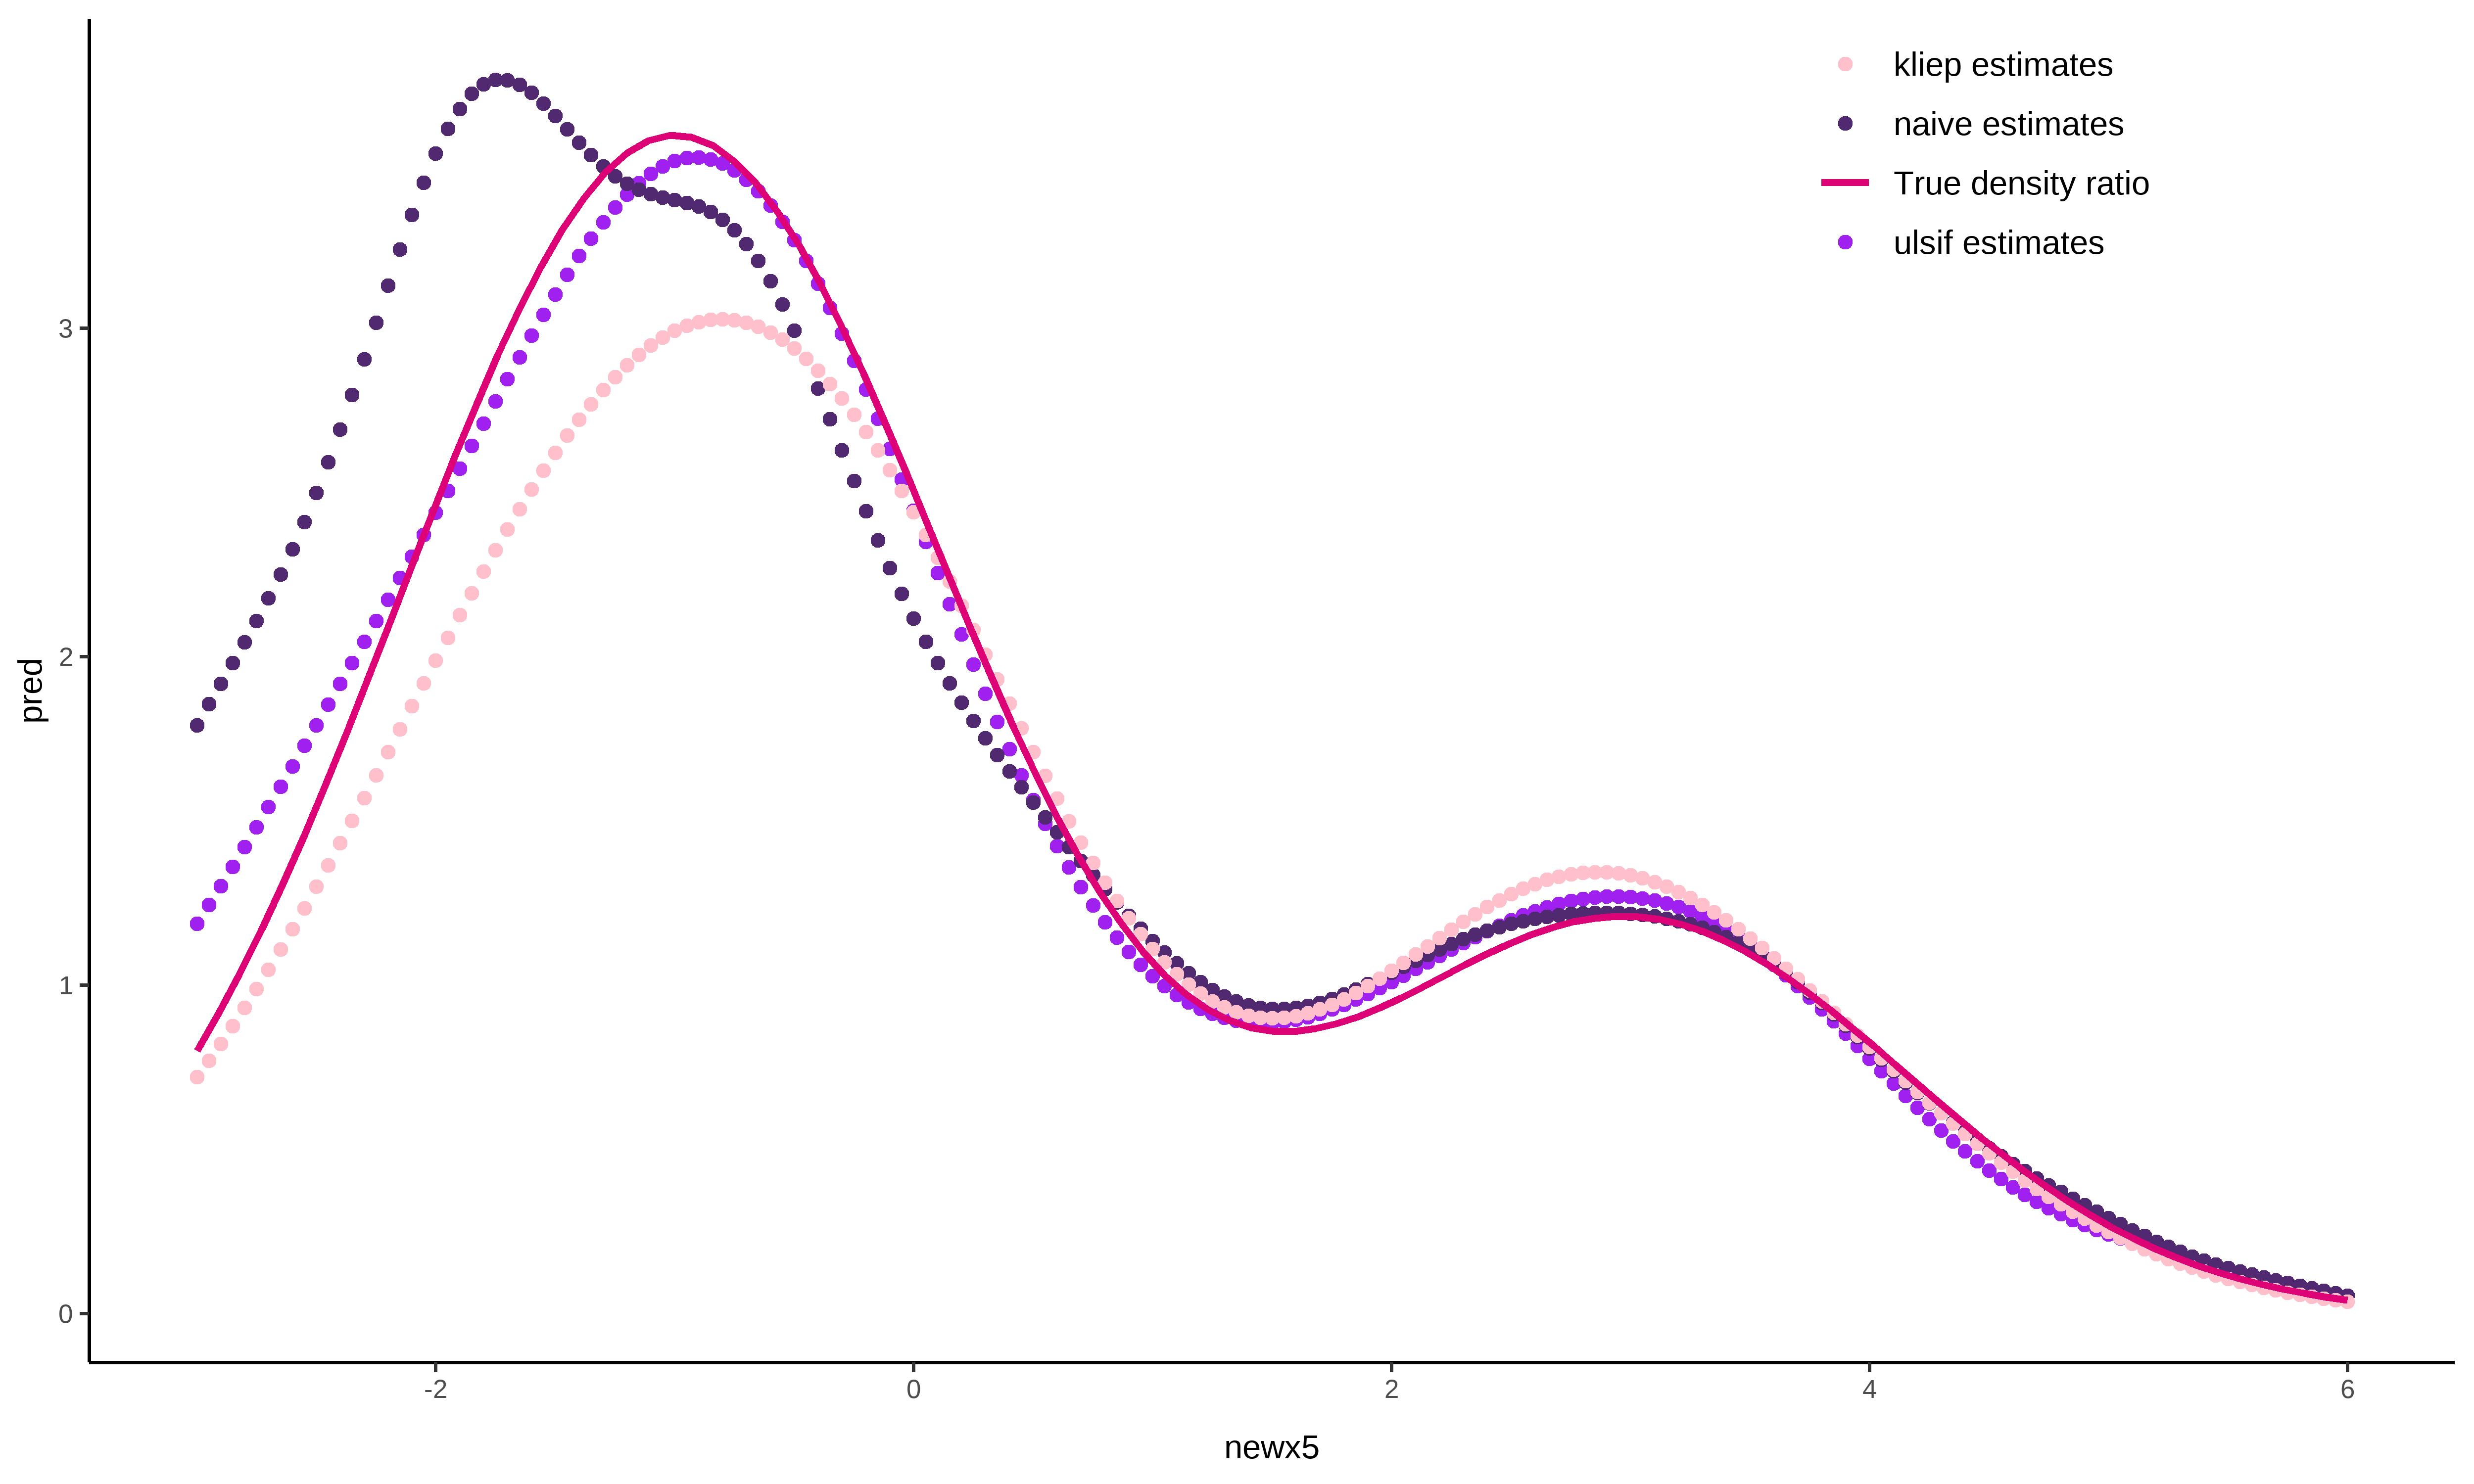 kliep estimates
naive estimates
True density ratio
ulsif estimates
3
2
1
0
pred
-2 0 2 4 6
newx5